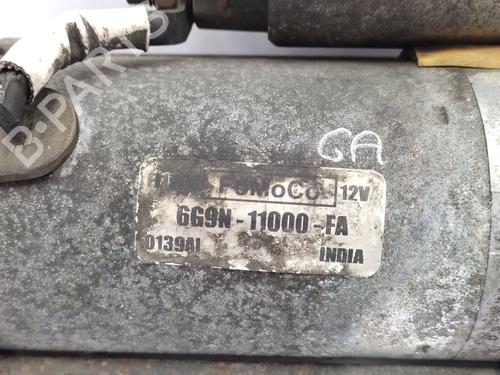 B-PARTS
GA
FoMoCo 12V
6G9N-11000-FA
0139AI INDIA